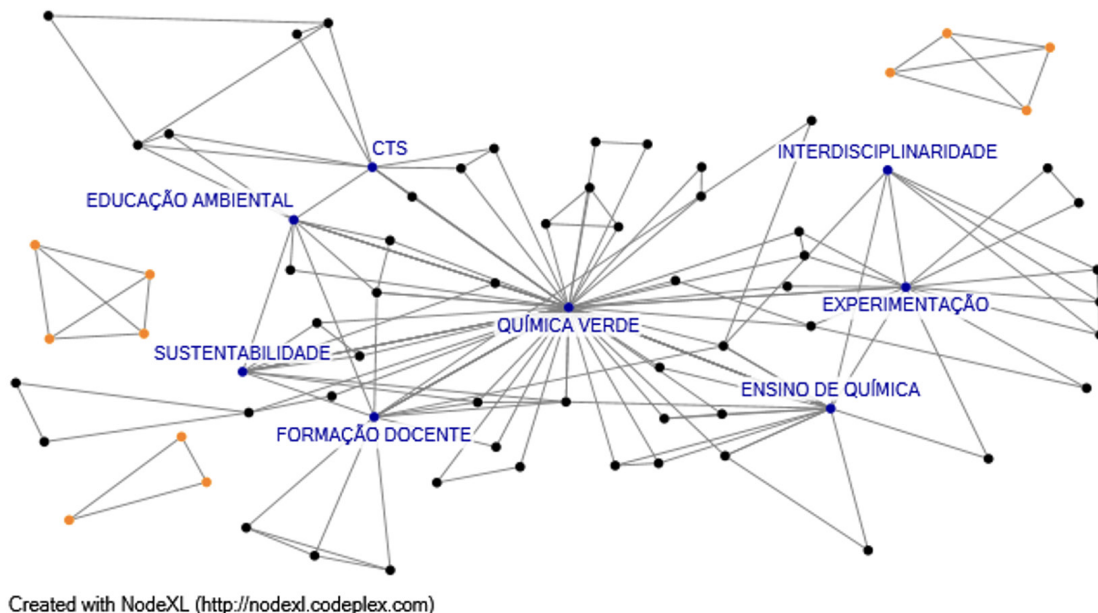 CTS
INTERDISCIPLINARIDADE
EDUCAÇÃO AMBIENTAL
EXPERIMENTAÇÃO
QUÍMICA VERDE
SUSTENTABILIDADE
ENSINO DE QUÍMICA
FORMAÇÃO DOCENTE
Created with NodeXL (http://nodexl.codeplex.com)